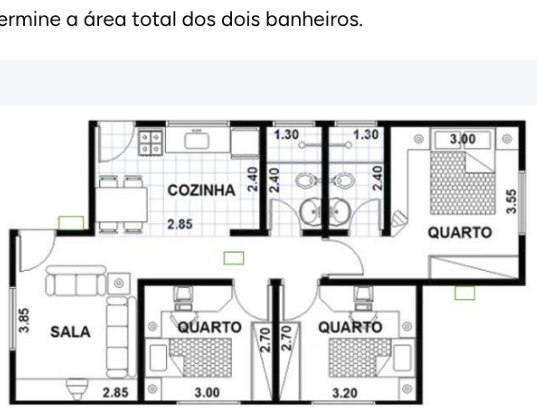 ermine a área total dos dois banheiros.
1.30 1.30 3.00
COZINHA 2.40 2.40 2.40 3.55
2.85
QUARTO
3.85 SALA QUARTO 2.70 2.70 QUARTO
2.85 3.00 3.20